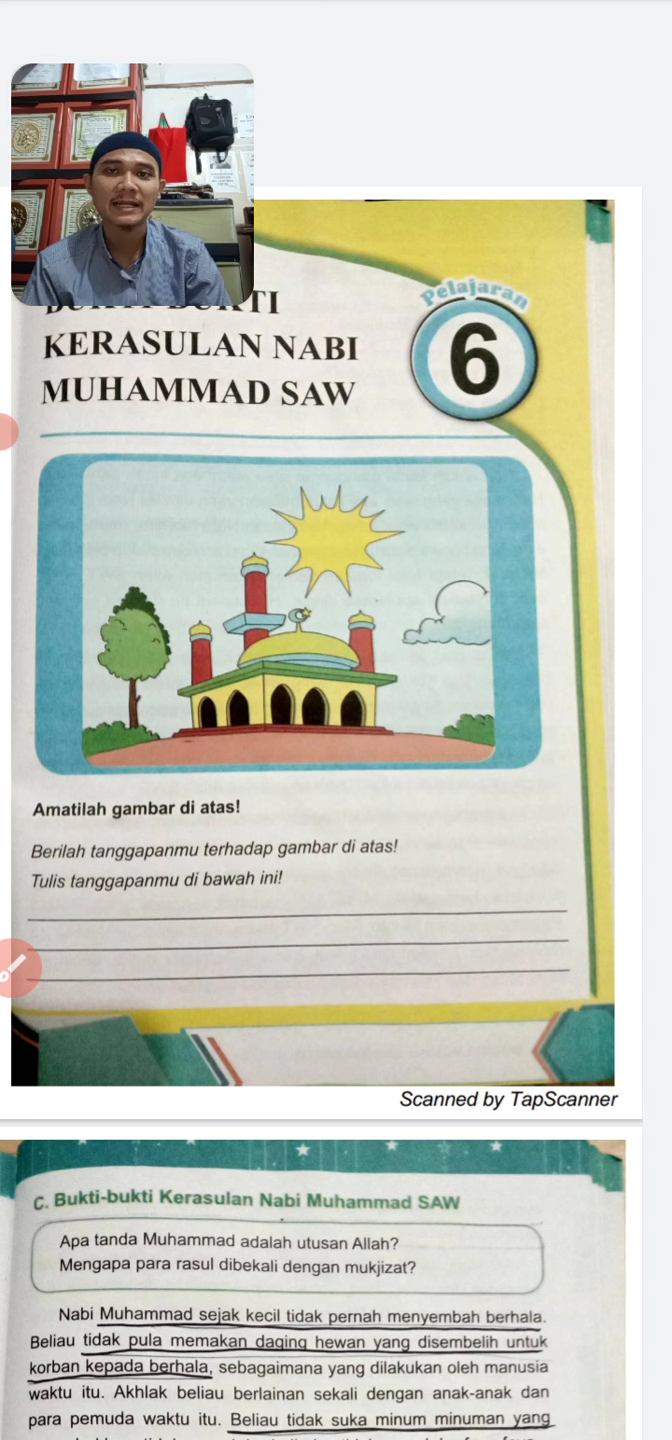 Pelajaran
6
KERASULAN NABI
MUHAMMAD SAW
Amatilah gambar di atas!
Berilah tanggapanmu terhadap gambar di atas!
Tulis tanggapanmu di bawah ini!
Scanned by TapScanner
C. Bukti-bukti Kerasulan Nabi Muhammad SAW
Apa tanda Muhammad adalah utusan Allah?
Mengapa para rasul dibekali dengan mukjizat?
Nabi Muhammad sejak kecil tidak pernah menyembah berhala.
Beliau tidak pula memakan daging hewan yang disembelih untuk
korban kepada berhala, sebagaimana yang dilakukan oleh manusia
waktu itu. Akhlak beliau berlainan sekali dengan anak-anak dan
para pemuda waktu itu. Beliau tidak suka minum minuman yang